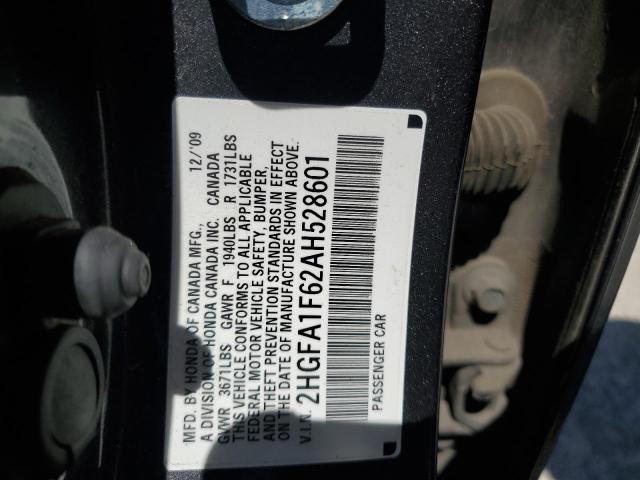 MFD. BY HONDA OF CANADA MFG., 12/'09
A DIVISION OF HONDA CANADA INC. CANADA
GVWR 3671LBS GAWR F 1940LBS R 1731LBS
THIS VEHICLE CONFORMS TO ALL APPLICABLE
FEDERAL MOTOR VEHICLE SAFETY, BUMPER,
AND THEFT PREVENTION STANDARDS IN EFFECT
ON THE DATE OF MANUFACTURE SHOWN ABOVE.
V.I.N. 2HGFA1F62AH528601
PASSENGER CAR